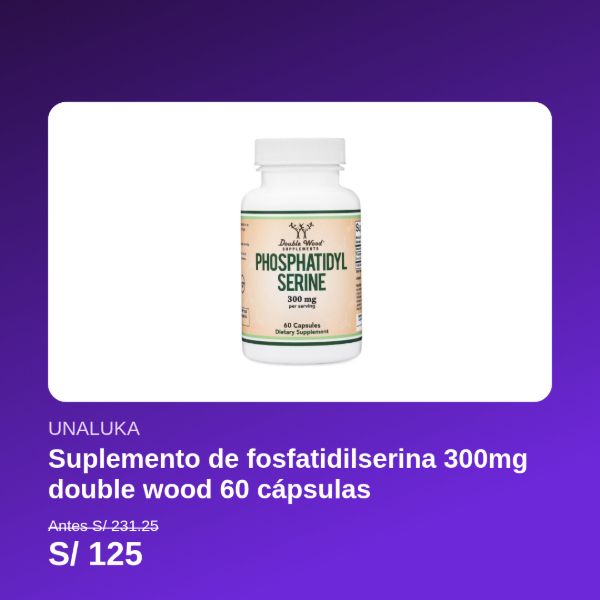 Double Wood
SUPPLEMENTS
PHOSPHATIDYL
SERINE
300 mg
per serving
60 Capsules
Dietary Supplement
UNALUKA
Suplemento de fosfatidilserina 300mg
double wood 60 cápsulas
Antes S/ 231.25
S/ 125